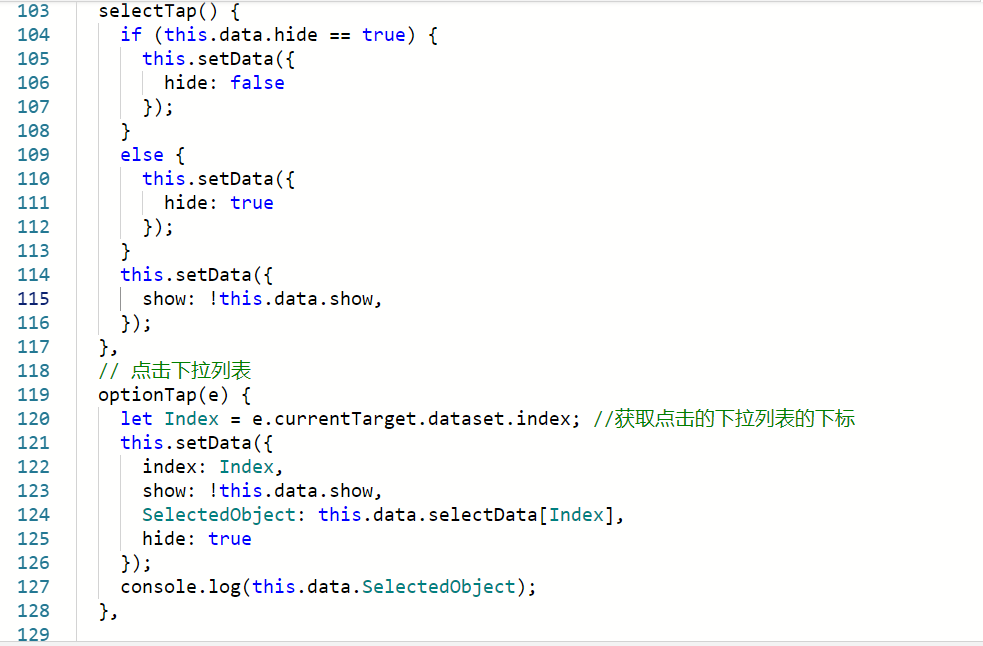 103 selectTap() {
104 if (this.data.hide == true) {
105 this.setData({
106 hide: false
107 });
108 }
109 else {
110 this.setData({
111 hide: true
112 });
113 }
114 this.setData({
115 show: !this.data.show,
116 });
117 },
118 // 点击下拉列表
119 optionTap(e) {
120 let Index = e.currentTarget.dataset.index; //获取点击的下拉列表的下标
121 this.setData({
122 index: Index,
123 show: !this.data.show,
124 SelectedObject: this.data.selectData[Index],
125 hide: true
126 });
127 console.log(this.data.SelectedObject);
128 },
129